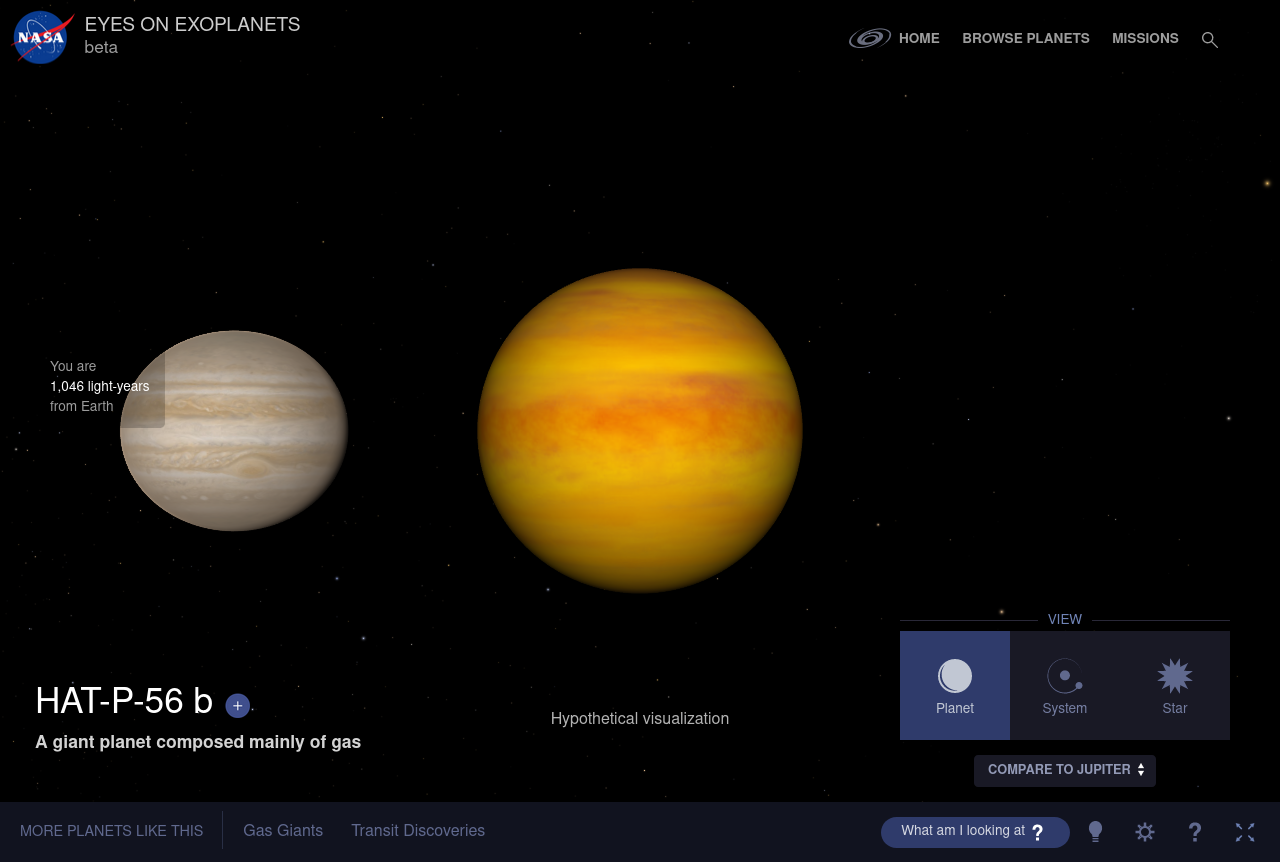 NASA
EYES ON EXOPLANETS
beta
HOME
BROWSE PLANETS
MISSIONS
You are
1,046 light-years
from Earth
HAT-P-56 b +
A giant planet composed mainly of gas
Hypothetical visualization
VIEW
Planet
System
Star
COMPARE TO JUPITER
MORE PLANETS LIKE THIS
Gas Giants
Transit Discoveries
What am I looking at ?
?